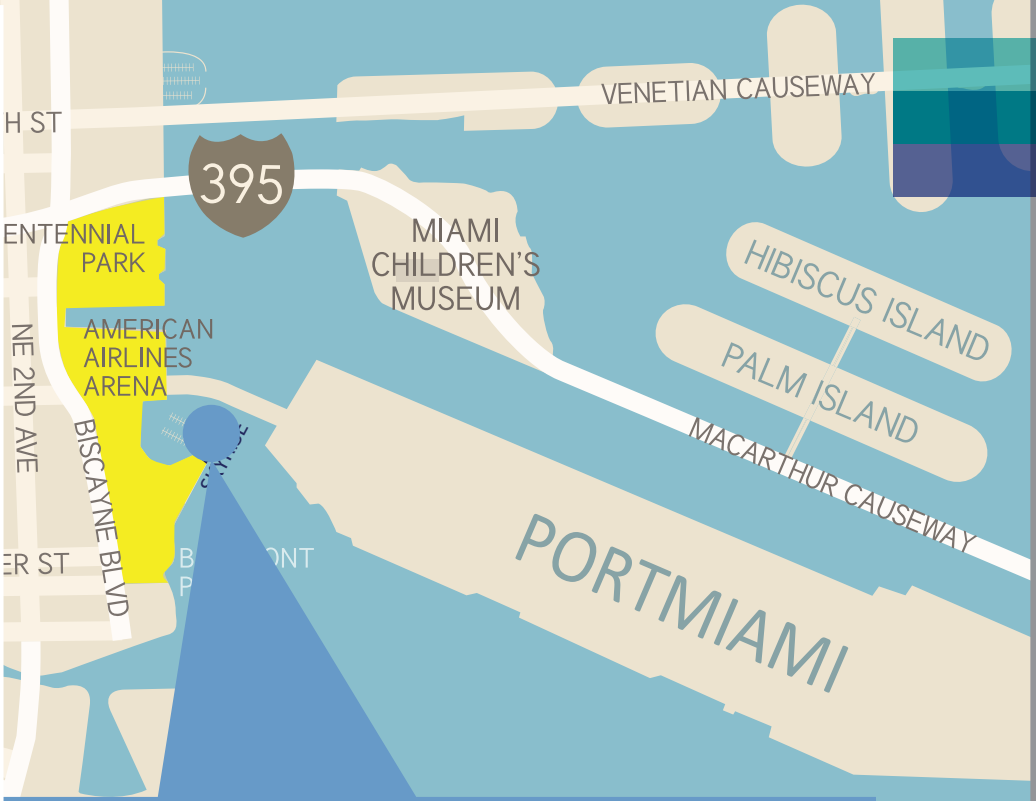 VENETIAN CAUSEWAY
H ST
395
ENTENNIAL
PARK
MIAMI
CHILDREN'S
MUSEUM
HIBISCUS ISLAND
AMERICAN
AIRLINES
ARENA
NE 2ND AVE
PALM ISLAND
BISCAYNE BLVD
MACARTHUR CAUSEWAY
PORTMIAMI
ER ST